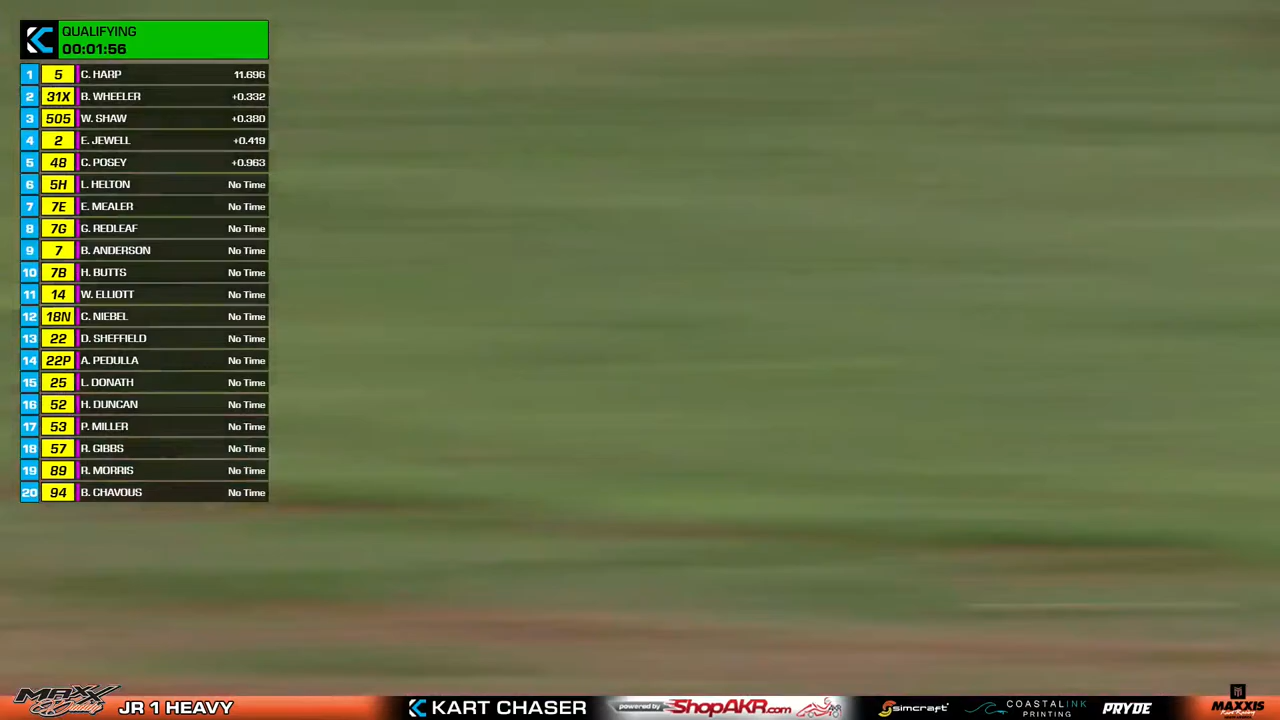 QUALIFYING
00:01:56
1 5 C. HARP 11.696
2 31X B. WHEELER +0.332
3 505 W. SHAW +0.380
4 2 E. JEWELL +0.419
5 48 C. POSEY +0.963
6 5H L. HELTON No Time
7 7E E. MEALER No Time
8 7G G. REDLEAF No Time
9 7 B. ANDERSON No Time
10 7B H. BUTTS No Time
11 14 W. ELLIOTT No Time
12 18N C. NIEBEL No Time
13 22 D. SHEFFIELD No Time
14 22P A. PEDULLA No Time
15 25 L. DONATH No Time
16 52 H. DUNCAN No Time
17 53 P. MILLER No Time
18 57 R. GIBBS No Time
19 89 R. MORRIS No Time
20 94 B. CHAVOUS No Time
MAXX Daddy JR 1 HEAVY KART CHASER powered by ShopAKR.com simcraft COASTALINK PRINTING PRYDE MAXXIS